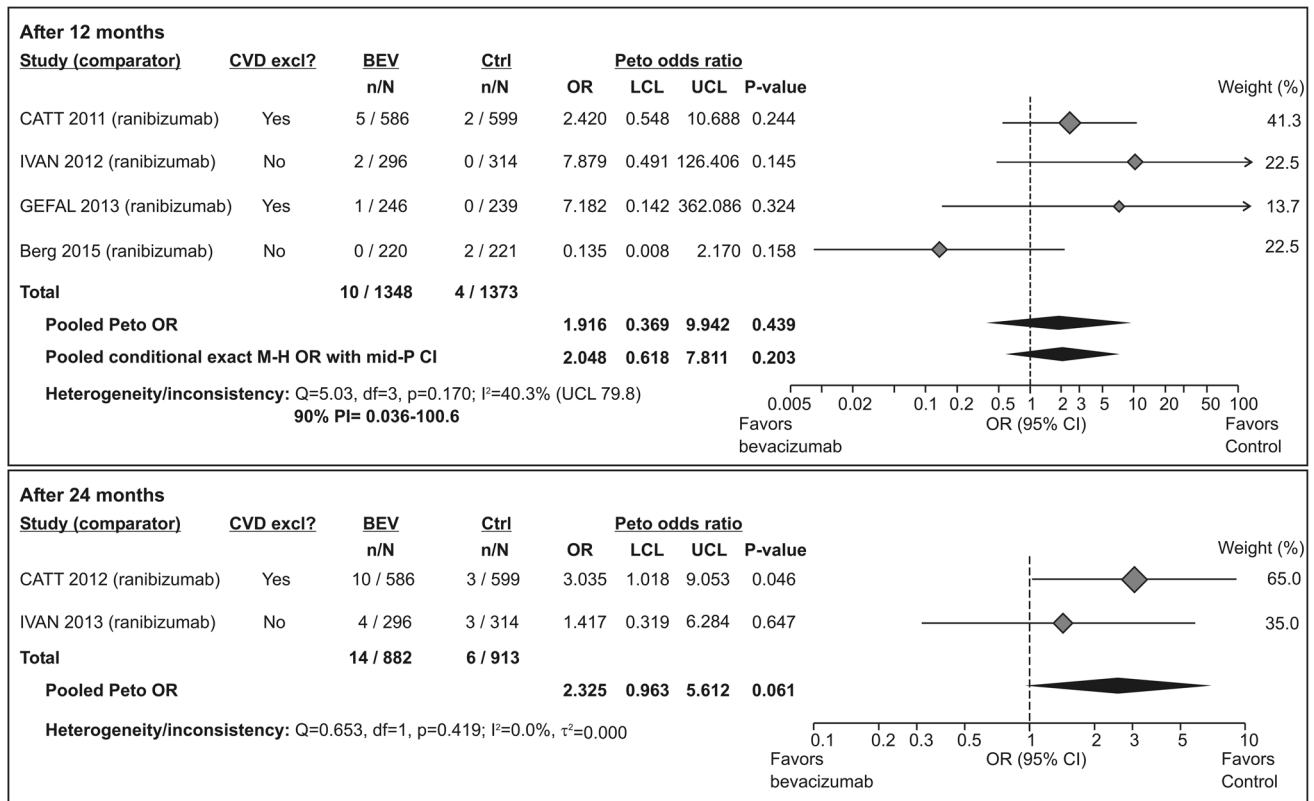 After 12 months
Study (comparator) CVD excl? BEV Ctrl Peto odds ratio
n/N n/N OR LCL UCL P-value Weight (%)
CATT 2011 (ranibizumab) Yes 5 / 586 2 / 599 2.420 0.548 10.688 0.244 41.3
IVAN 2012 (ranibizumab) No 2 / 296 0 / 314 7.879 0.491 126.406 0.145 22.5
GEFAL 2013 (ranibizumab) Yes 1 / 246 0 / 239 7.182 0.142 362.086 0.324 13.7
Berg 2015 (ranibizumab) No 0 / 220 2 / 221 0.135 0.008 2.170 0.158 22.5
Total 10 / 1348 4 / 1373
Pooled Peto OR 1.916 0.369 9.942 0.439
Pooled conditional exact M-H OR with mid-P CI 2.048 0.618 7.811 0.203
Heterogeneity/inconsistency: Q=5.03, df=3, p=0.170; I²=40.3% (UCL 79.8)
90% PI= 0.036-100.6
0.005 0.02 0.1 0.2 0.5 1 2 3 5 10 20 50 100
Favors OR (95% CI) Favors
bevacizumab Control
After 24 months
Study (comparator) CVD excl? BEV Ctrl Peto odds ratio
n/N n/N OR LCL UCL P-value Weight (%)
CATT 2012 (ranibizumab) Yes 10 / 586 3 / 599 3.035 1.018 9.053 0.046 65.0
IVAN 2013 (ranibizumab) No 4 / 296 3 / 314 1.417 0.319 6.284 0.647 35.0
Total 14 / 882 6 / 913
Pooled Peto OR 2.325 0.963 5.612 0.061
Heterogeneity/inconsistency: Q=0.653, df=1, p=0.419; I²=0.0%, τ²=0.000
0.1 0.2 0.3 0.5 1 2 3 5 10
Favors OR (95% CI) Favors
bevacizumab Control